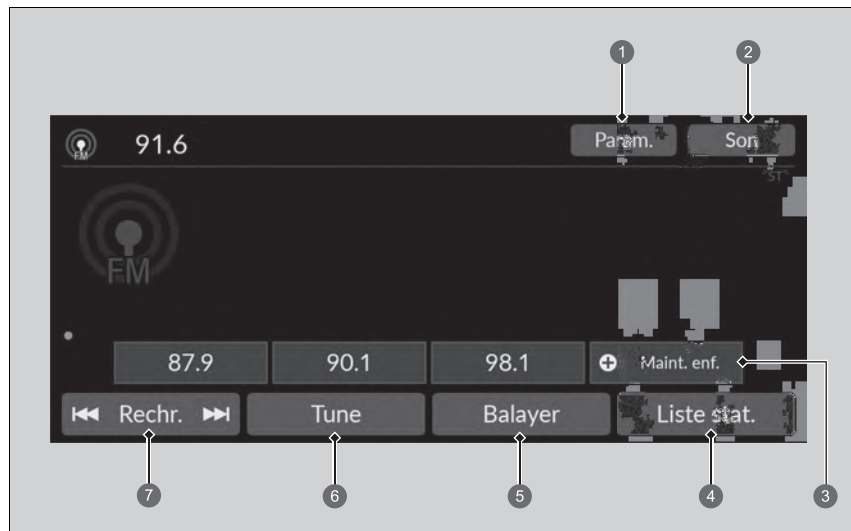 1 2
FM 91.6 Param. Son
"ST"
FM
87.9 90.1 98.1 Maint. enf.
3
Rechr. Tune Balayer Liste stat.
7 6 5 4